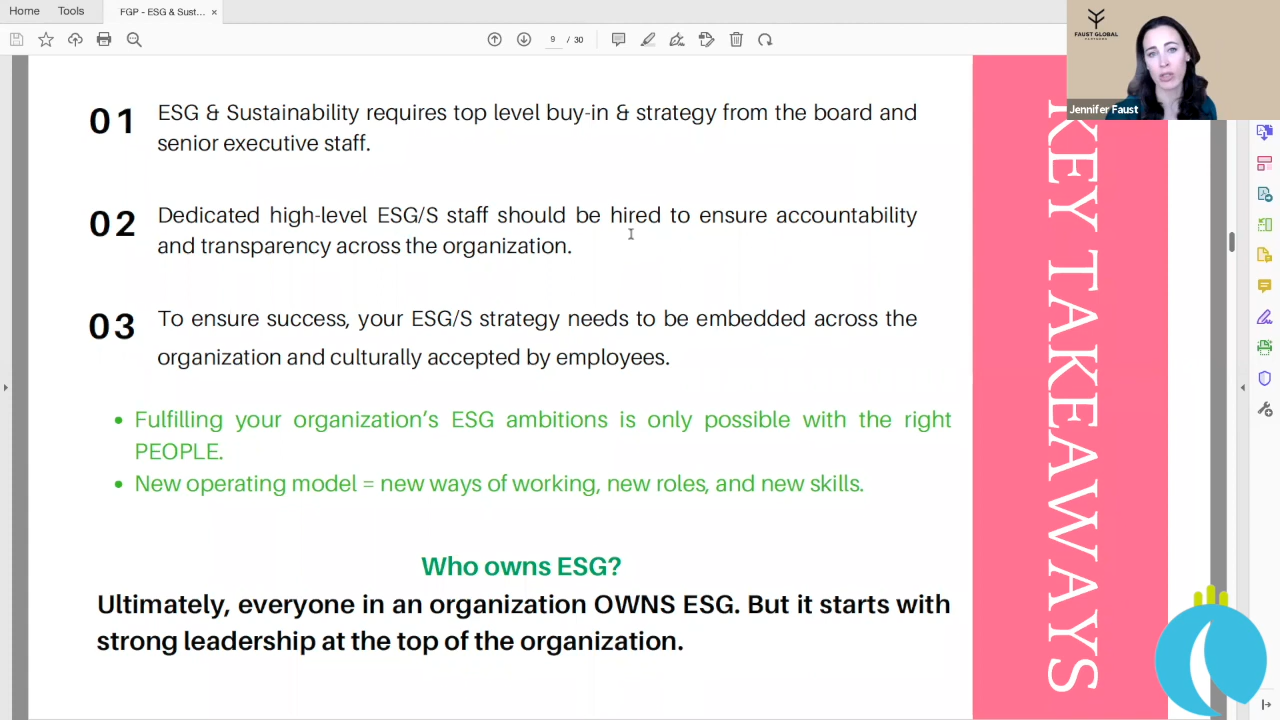 Home
Tools
FGP - ESG & Sust...
×
9 / 30
FAUST GLOBAL
PARTNERS
Jennifer Faust
01
ESG & Sustainability requires top level buy-in & strategy from the board and
senior executive staff.
02
Dedicated high-level ESG/S staff should be hired to ensure accountability
and transparency across the organization.
03
To ensure success, your ESG/S strategy needs to be embedded across the
organization and culturally accepted by employees.
• Fulfilling your organization’s ESG ambitions is only possible with the right
PEOPLE.
• New operating model = new ways of working, new roles, and new skills.
Who owns ESG?
Ultimately, everyone in an organization OWNS ESG. But it starts with
strong leadership at the top of the organization.
KEY TAKEAWAYS